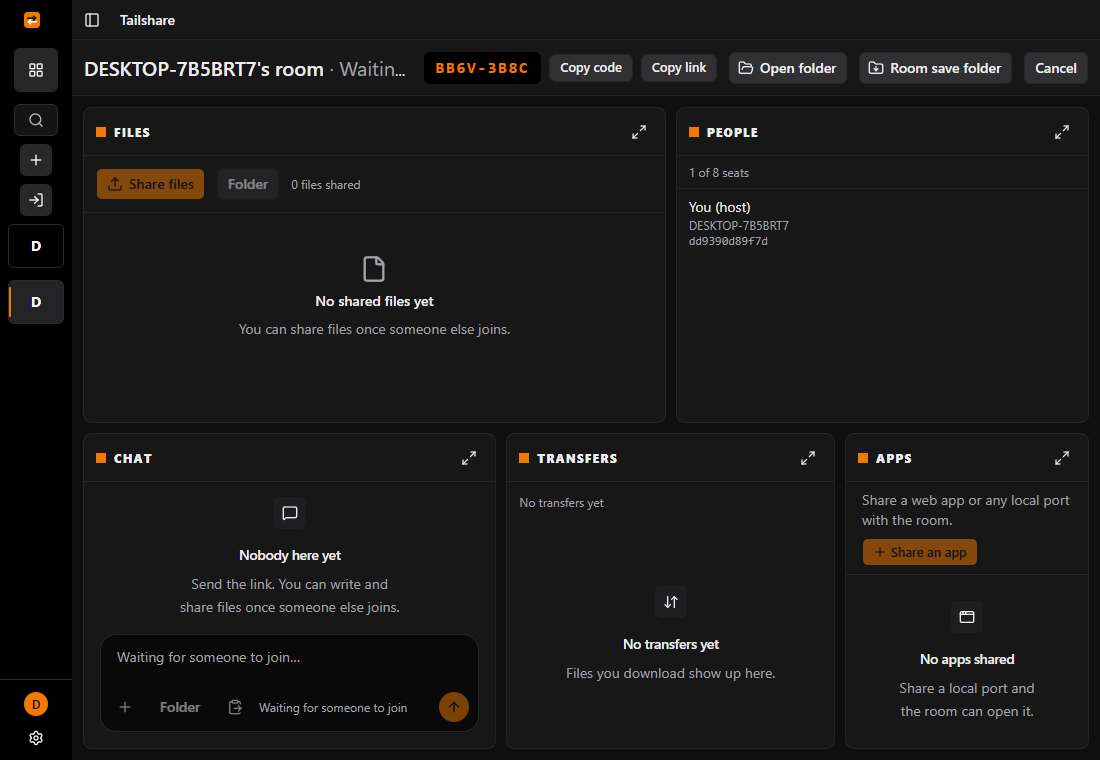 Tailshare
DESKTOP-7B5BRT7's room · Waitin...
BB6V-3B8C
Copy code
Copy link
Open folder
Room save folder
Cancel
D
D
D
FILES
Share files
Folder
0 files shared
No shared files yet
You can share files once someone else joins.
PEOPLE
1 of 8 seats
You (host)
DESKTOP-7B5BRT7
dd9390d89f7d
CHAT
Nobody here yet
Send the link. You can write and
share files once someone else joins.
Waiting for someone to join...
Folder
Waiting for someone to join
TRANSFERS
No transfers yet
No transfers yet
Files you download show up here.
APPS
Share a web app or any local port
with the room.
Share an app
No apps shared
Share a local port and
the room can open it.